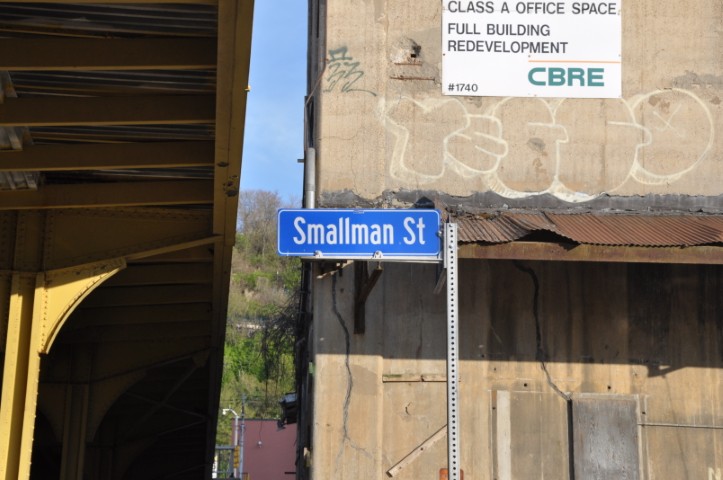 CLASS A OFFICE SPACE
FULL BUILDING
REDEVELOPMENT
#1740
CBRE
Smallman St